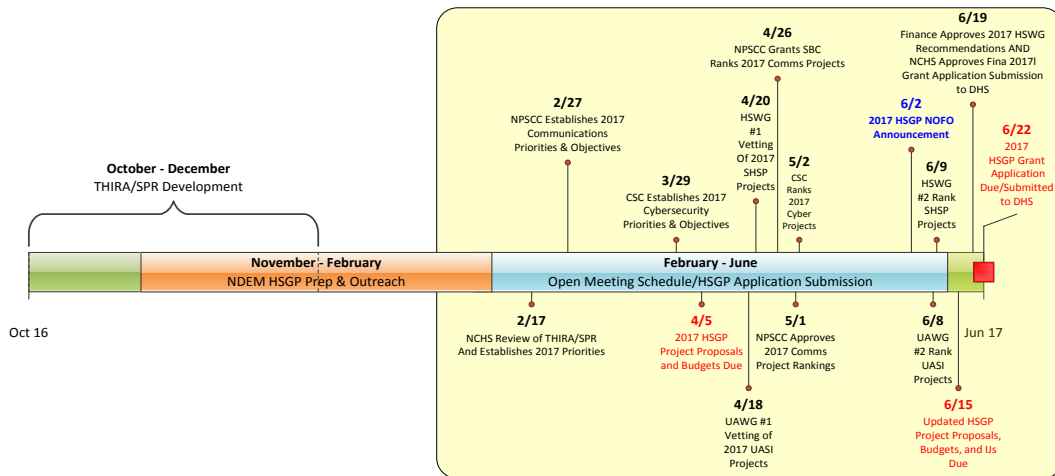 4/26
NPSCC Grants SBC
Ranks 2017 Comms Projects
6/19
Finance Approves 2017 HSWG
Recommendations AND
NCHS Approves Fina 2017l
Grant Application Submission
to DHS
2/27
NPSCC Establishes 2017
Communications
Priorities & Objectives
4/20
HSWG
#1
Vetting
Of 2017
SHSP
Projects
6/2
2017 HSGP NOFO
Announcement
6/22
2017
HSGP Grant
Application
Due/Submitted
to DHS
October - December
THIRA/SPR Development
3/29
CSC Establishes 2017
Cybersecurity
Priorities & Objectives
5/2
CSC
Ranks
2017
Cyber
Projects
6/9
HSWG
#2 Rank
SHSP
Projects
November - February
NDEM HSGP Prep & Outreach
February - June
Open Meeting Schedule/HSGP Application Submission
Oct 16
Jun 17
2/17
NCHS Review of THIRA/SPR
And Establishes 2017 Priorities
4/5
2017 HSGP
Project Proposals
and Budgets Due
5/1
NPSCC Approves
2017 Comms
Project Rankings
6/8
UAWG
#2 Rank
UASI
Projects
4/18
UAWG #1
Vetting of
2017 UASI
Projects
6/15
Updated HSGP
Project Proposals,
Budgets, and IJs
Due